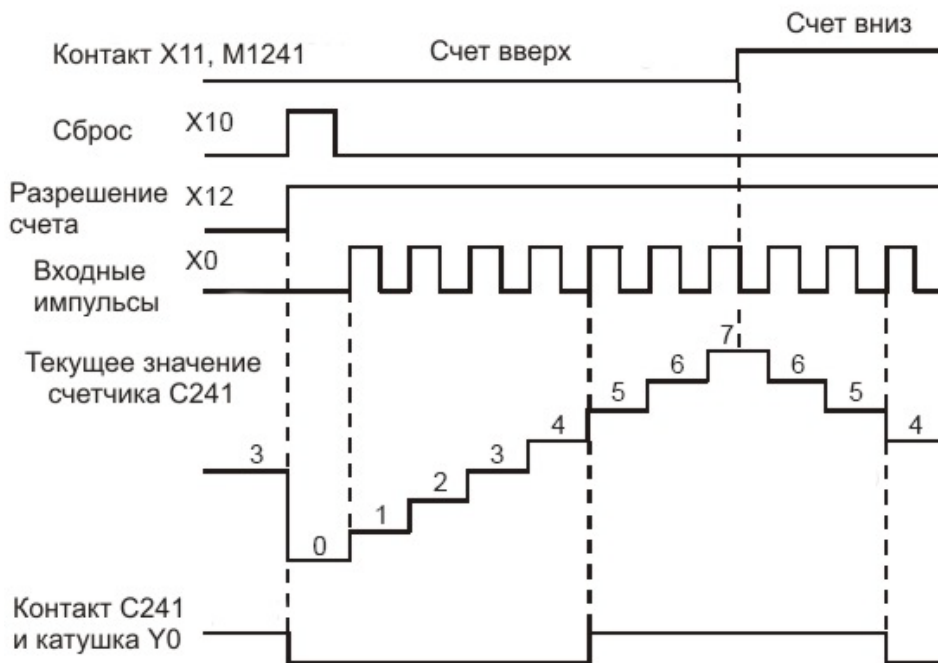 Контакт X11, M1241
Счет вверх
Счет вниз
Сброс
X10
Разрешение
счета
X12
Входные
импульсы
X0
Текущее значение
счетчика C241
3
0
1
2
3
4
5
6
7
6
5
4
Контакт C241
и катушка Y0